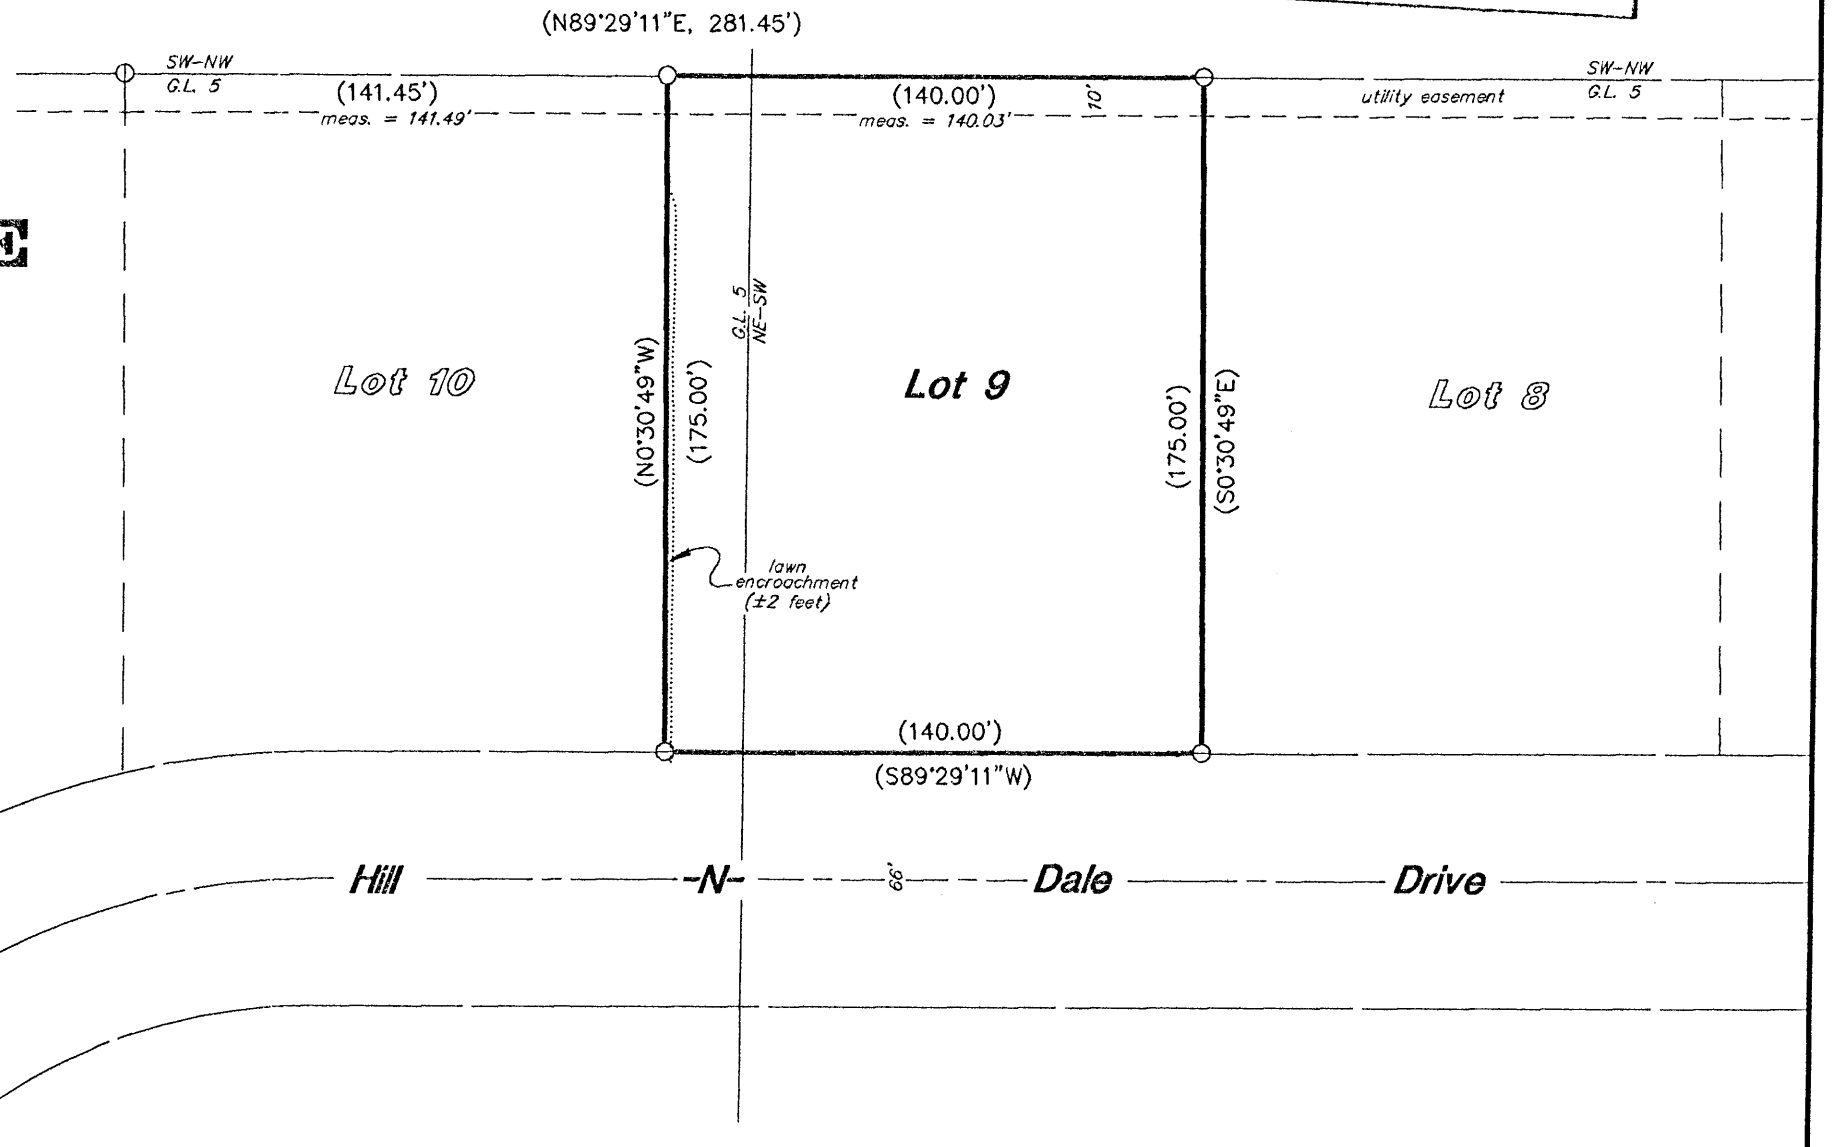 (N89°29'11"E, 281.45')
SW-NW
G.L. 5
SW-NW
G.L. 5
(141.45')
meas. = 141.49'
(140.00')
meas. = 140.03'
10'
utility easement
G.L. 5
NE-SW
Lot 10
(N0°30'49"W)
(175.00')
Lot 9
(175.00')
(S0°30'49"E)
Lot 8
lawn
encroachment
(±2 feet)
(140.00')
(S89°29'11"W)
Hill -N- Dale Drive
66'